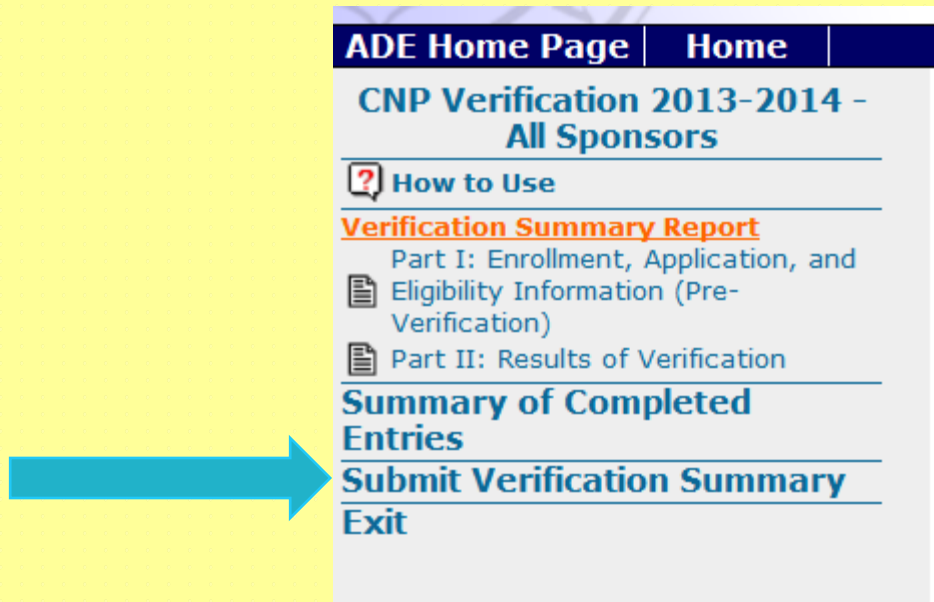 ADE Home Page Home
CNP Verification 2013-2014 -
All Sponsors
? How to Use
Verification Summary Report
Part I: Enrollment, Application, and
Eligibility Information (Pre-
Verification)
Part II: Results of Verification
Summary of Completed
Entries
Submit Verification Summary
Exit